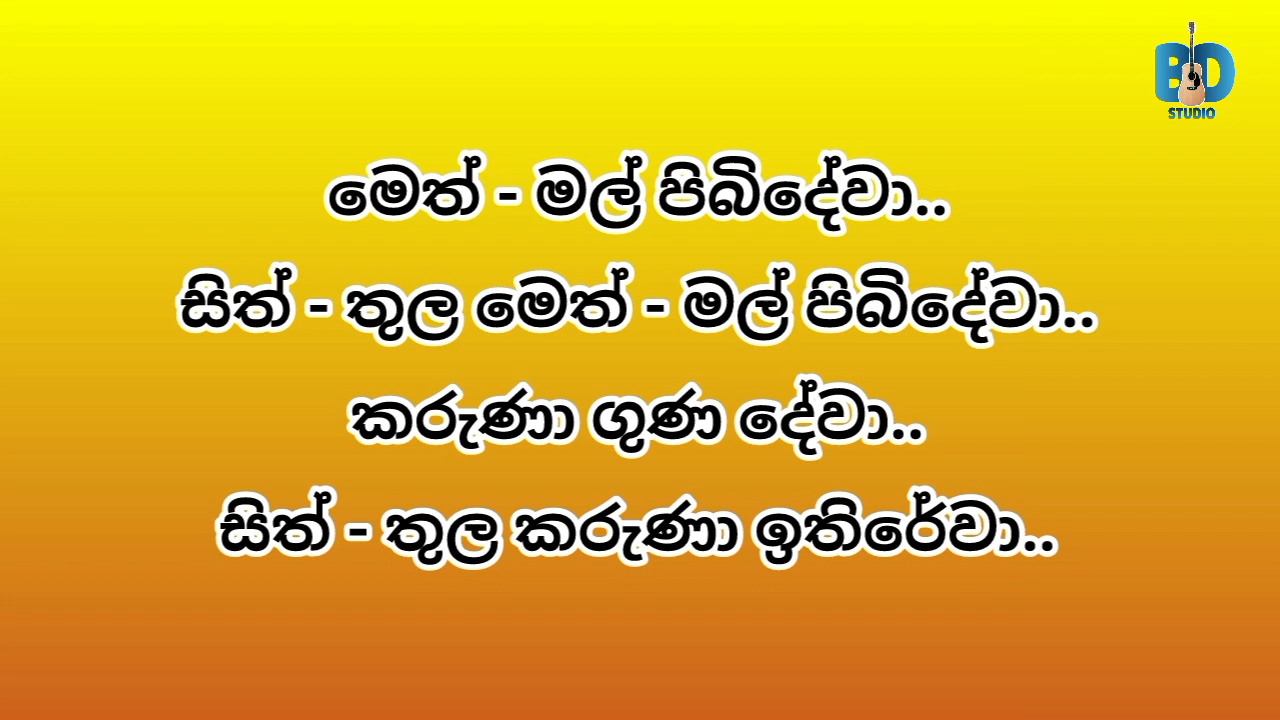 BD
STUDIO
මෙත් - මල් පිබිදේවා..
සිත් - තුල මෙත් - මල් පිබිදේවා..
කරුණා ගුණ දේවා..
සිත් - තුල කරුණා ඉතිරේවා..